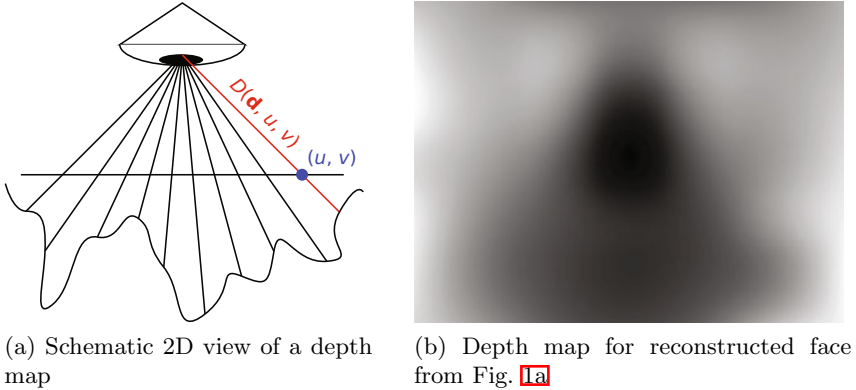 D(d, u, v)
(u, v)
(a) Schematic 2D view of a depth
map
(b) Depth map for reconstructed face
from Fig. 1a